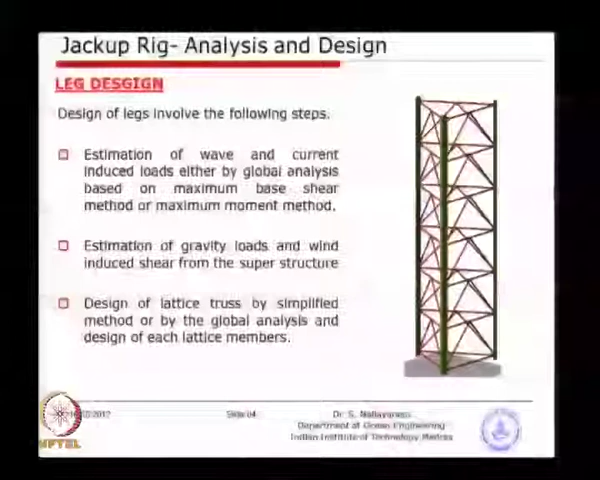 Jackup Rig- Analysis and Design
LEG DESGIGN
Design of legs involve the following steps.
Estimation of wave and current
induced loads either by global analysis
based on maximum base shear
method or maximum moment method.
Estimation of gravity loads and wind
induced shear from the super structure
Design of lattice truss by simplified
method or by the global analysis and
design of each lattice members.
Dr. S. Nallayarasu
Department of Ocean Engineering
Indian Institute of Technology Madras
NPTEL